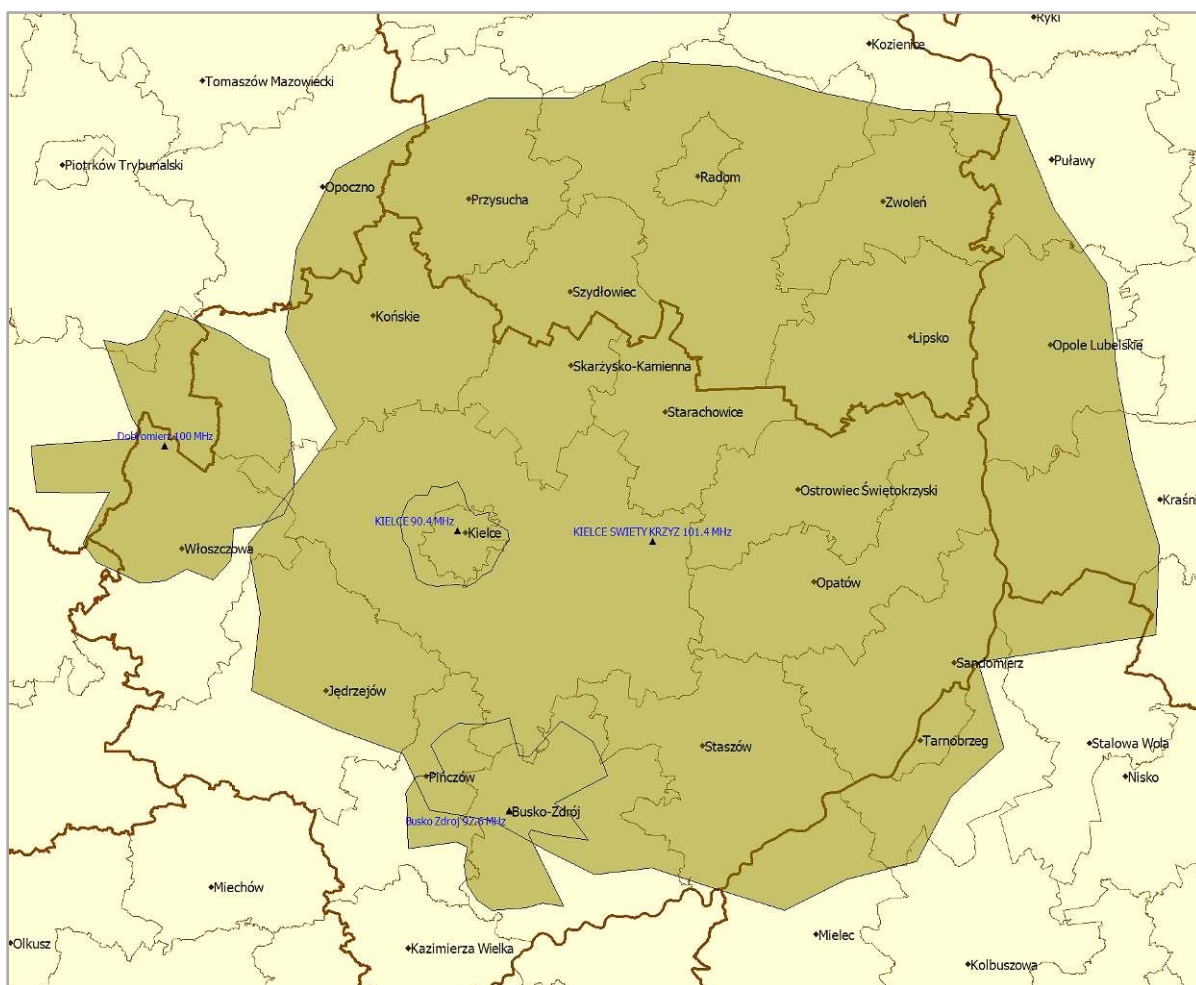 Ryki
Kozienice
Tomaszów Mazowiecki
Piotrków Trybunalski
Puławy
Radom
Opoczno
Przysucha
Zwoleń
Szydłowiec
Końskie
Lipsko
Opole Lubelskie
Skarżysko-Kamienna
Starachowice
Dobromierz 100 MHz
Ostrowiec Świętokrzyski
Kraśni
KIELCE 90.4 MHz
Kielce
KIELCE SWIETY KRZYZ 101.4 MHz
Włoszczowa
Opatów
Sandomierz
Jędrzejów
Staszów
Tarnobrzeg
Stalowa Wola
Pińczów
Nisko
Busko-Zdrój
Busko Zdroj 92.6 MHz
Miechów
Mielec
Olkusz
Kazimierza Wielka
Kolbuszowa